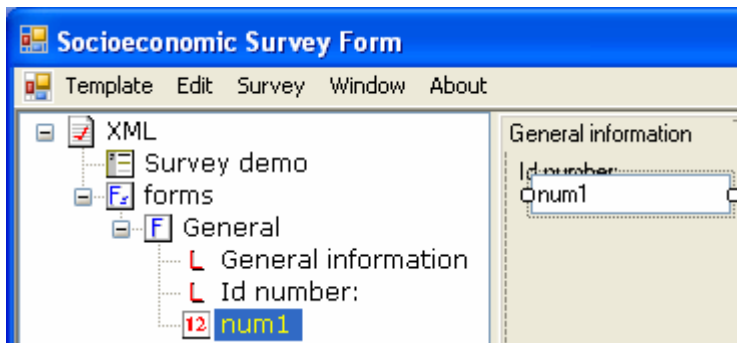 Socioeconomic Survey Form
Template Edit Survey Window About
XML
Survey demo
forms
General
General information
Id number:
num1
General information
Id number:
num1